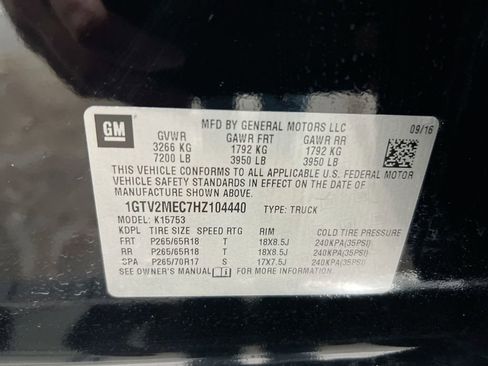 GM
MFD BY GENERAL MOTORS LLC 09/16
GVWR GAWR FRT GAWR RR
3266 KG 1792 KG 1792 KG
7200 LB 3950 LB 3950 LB
THIS VEHICLE CONFORMS TO ALL APPLICABLE U.S. FEDERAL MOTOR
VEHICLE SAFETY STANDARDS IN EFFECT ON THE DATE OF
MANUFACTURE SHOWN ABOVE.
1GTV2MEC7HZ104440 TYPE: TRUCK
MODEL: K15753
KDPL TIRE SIZE SPEED RTG RIM COLD TIRE PRESSURE
FRT P265/65R18 T 18X8.5J 240KPA(35PSI)
RR P265/65R18 T 18X8.5J 240KPA(35PSI)
SPA P265/70R17 S 17X7.5J 240KPA(35PSI)
SEE OWNER'S MANUAL FOR ADDITIONAL INFORMATION.